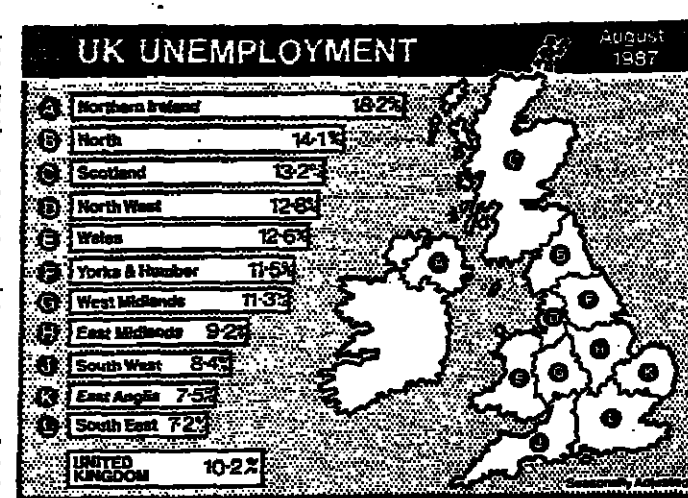 UK UNEMPLOYMENT
August
1987
A Northern Ireland 18·2%
B North 14·1%
C Scotland 13·2%
D North West 12·8%
E Wales 12·6%
F Yorks & Humber 11·5%
G West Midlands 11·3%
H East Midlands 9·2%
J South West 8·4%
K East Anglia 7·5%
L South East 7·2%
UNITED
KINGDOM 10·2%
C
A
B
F
D
H
K
E
G
L
J
Seasonally Adjusted